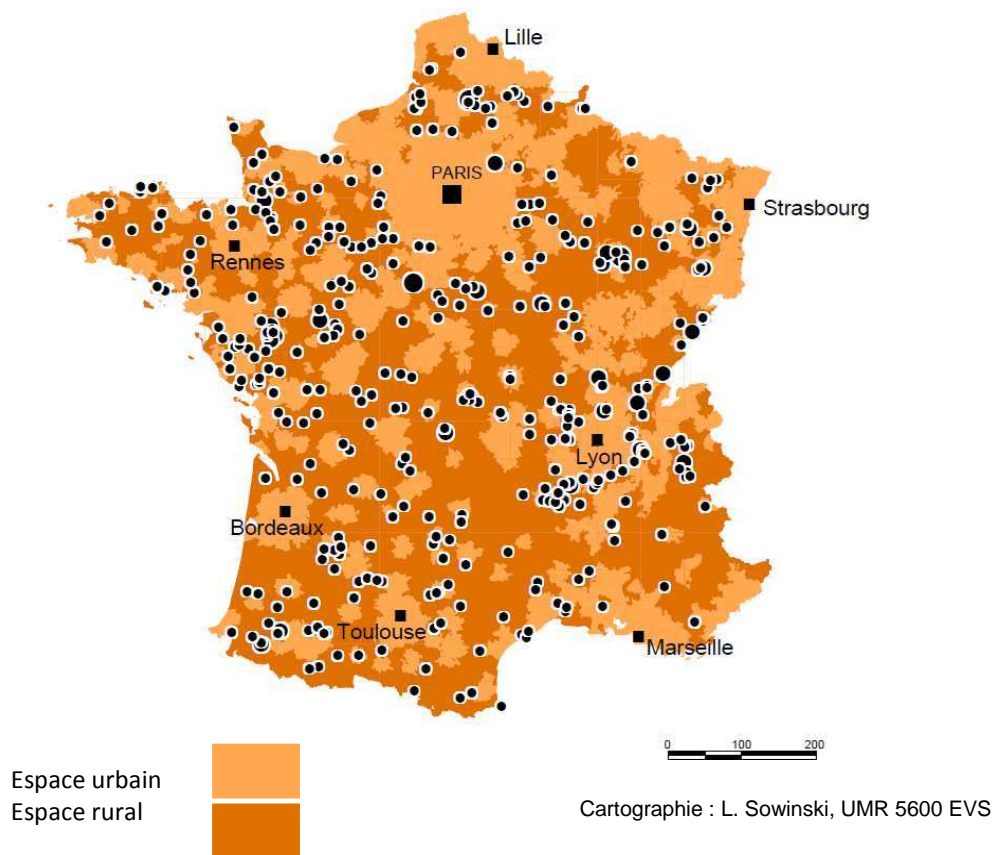 Lille
PARIS
Strasbourg
Rennes
Lyon
Bordeaux
Toulouse
Marseille
0 100 200
Espace urbain
Espace rural
Cartographie : L. Sowinski, UMR 5600 EVS